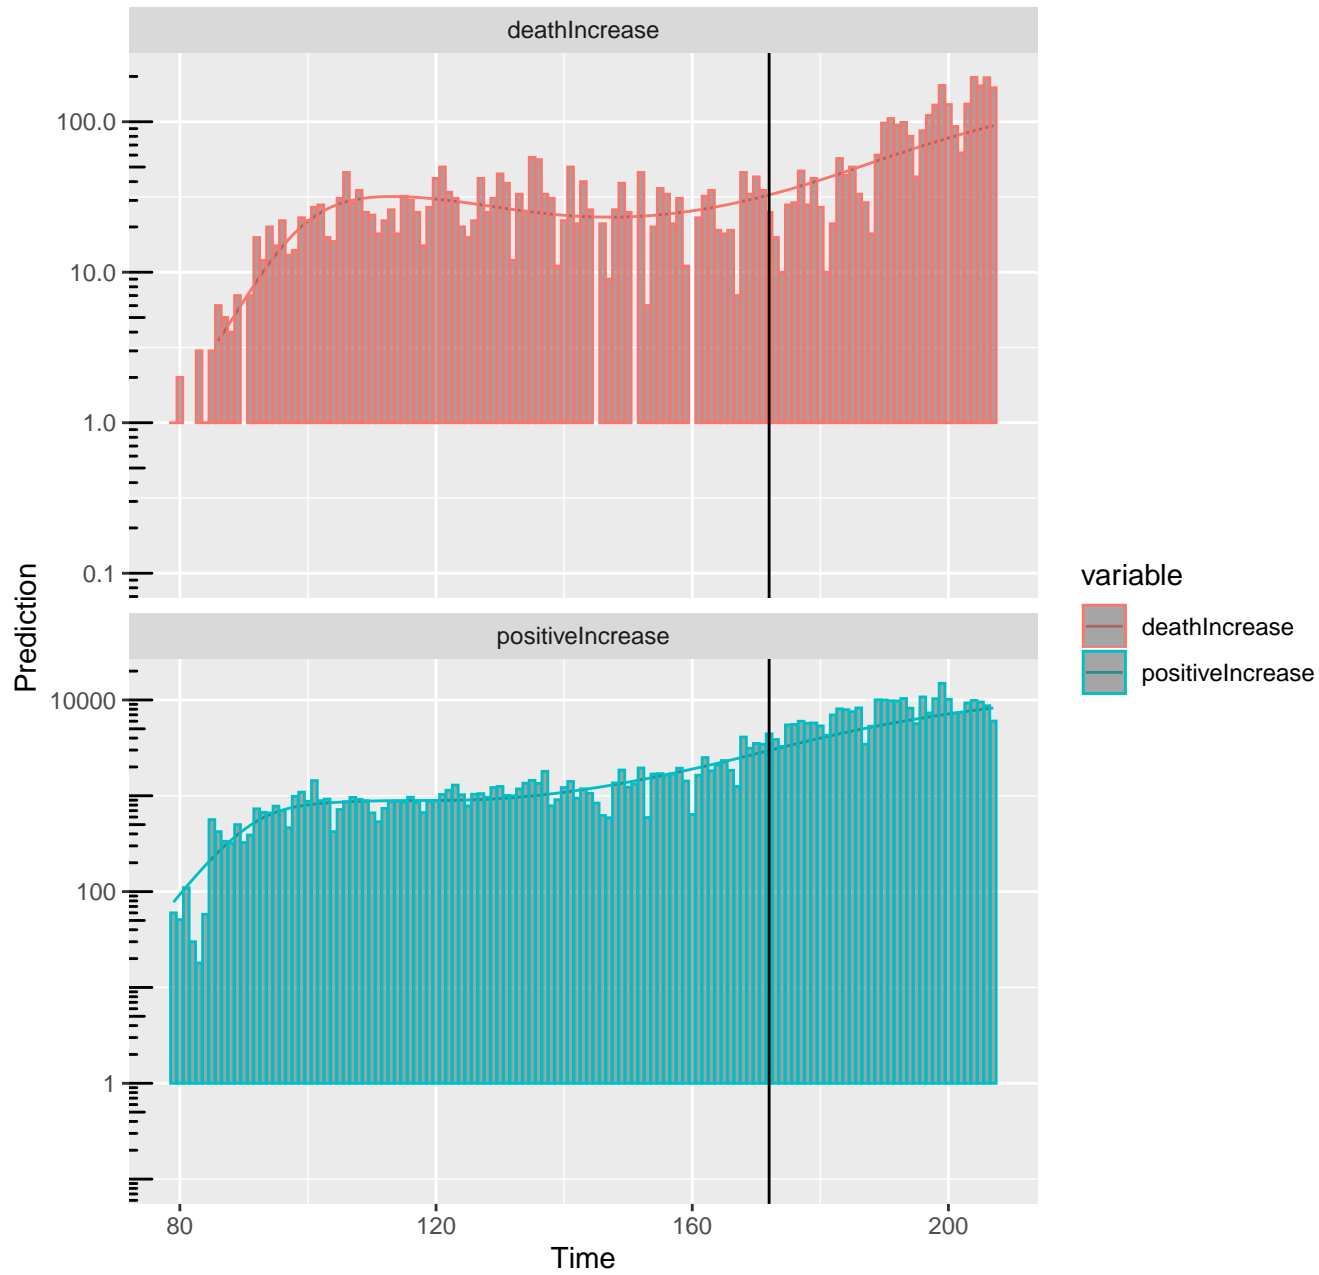 deathIncrease
100.0
10.0
1.0
0.1
Prediction
positiveIncrease
10000
100
1
80 120 160 200
Time
variable
deathIncrease
positiveIncrease